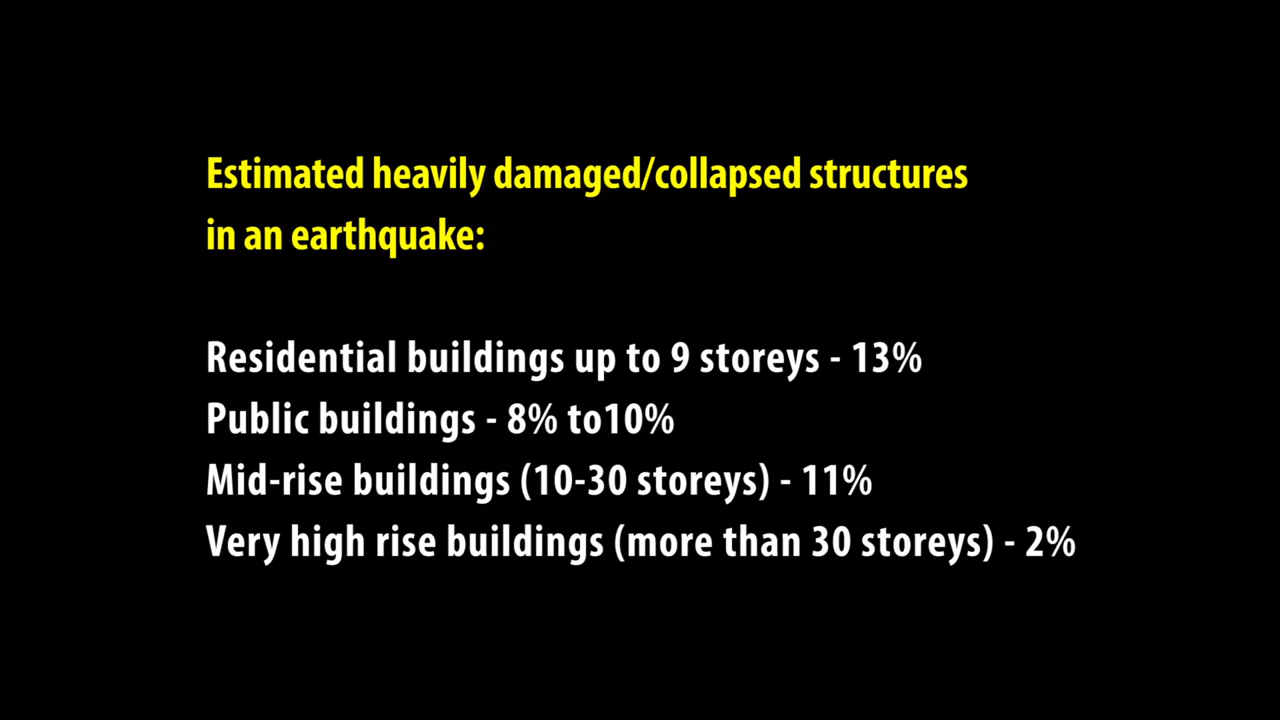 Estimated heavily damaged/collapsed structures
in an earthquake:
Residential buildings up to 9 storeys - 13%
Public buildings - 8% to10%
Mid-rise buildings (10-30 storeys) - 11%
Very high rise buildings (more than 30 storeys) - 2%